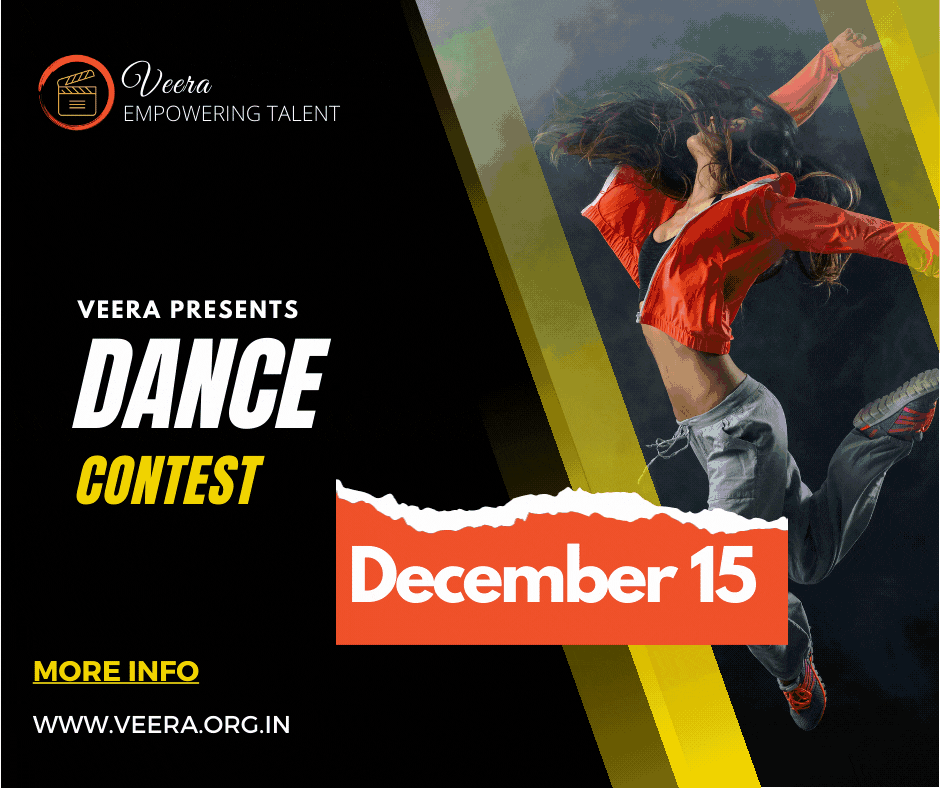 Veera
EMPOWERING TALENT
VEERA PRESENTS
DANCE
CONTEST
December 15
MORE INFO
WWW.VEERA.ORG.IN